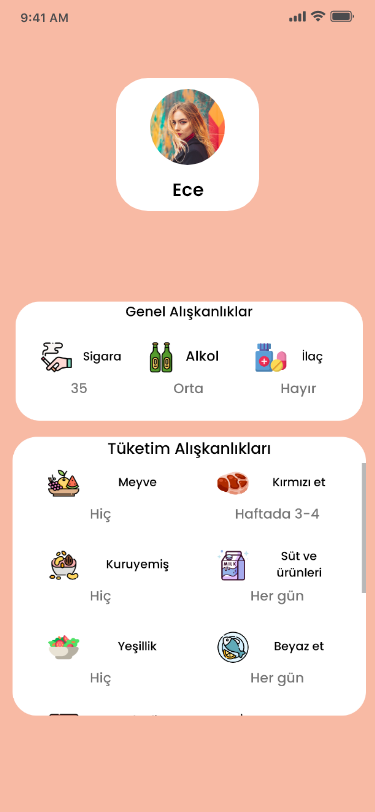 9:41 AM
Ece
Genel Alışkanlıklar
Sigara
Alkol
İlaç
35
Orta
Hayır
Tüketim Alışkanlıkları
Meyve
Kırmızı et
Hiç
Haftada 3-4
Kuruyemiş
Süt ve
ürünleri
MILK
Hiç
Her gün
Yeşillik
Beyaz et
Hiç
Her gün